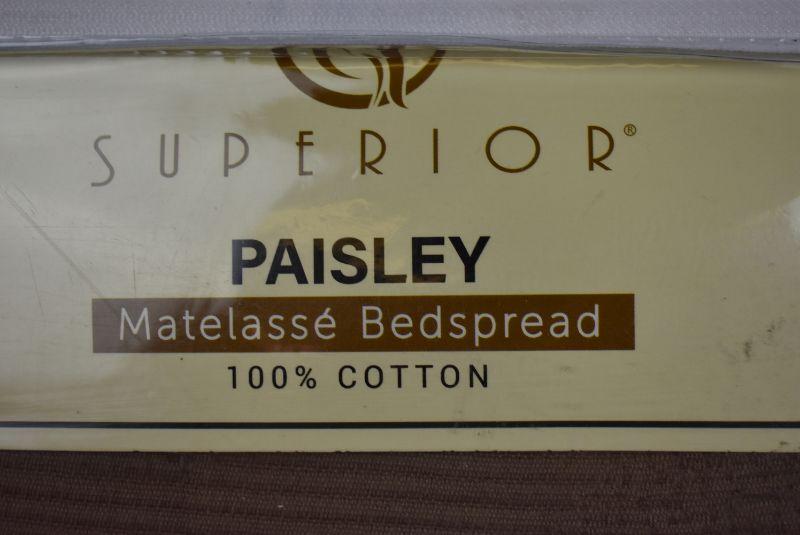 SUPERIOR®
PAISLEY
Matelassé Bedspread
100% COTTON